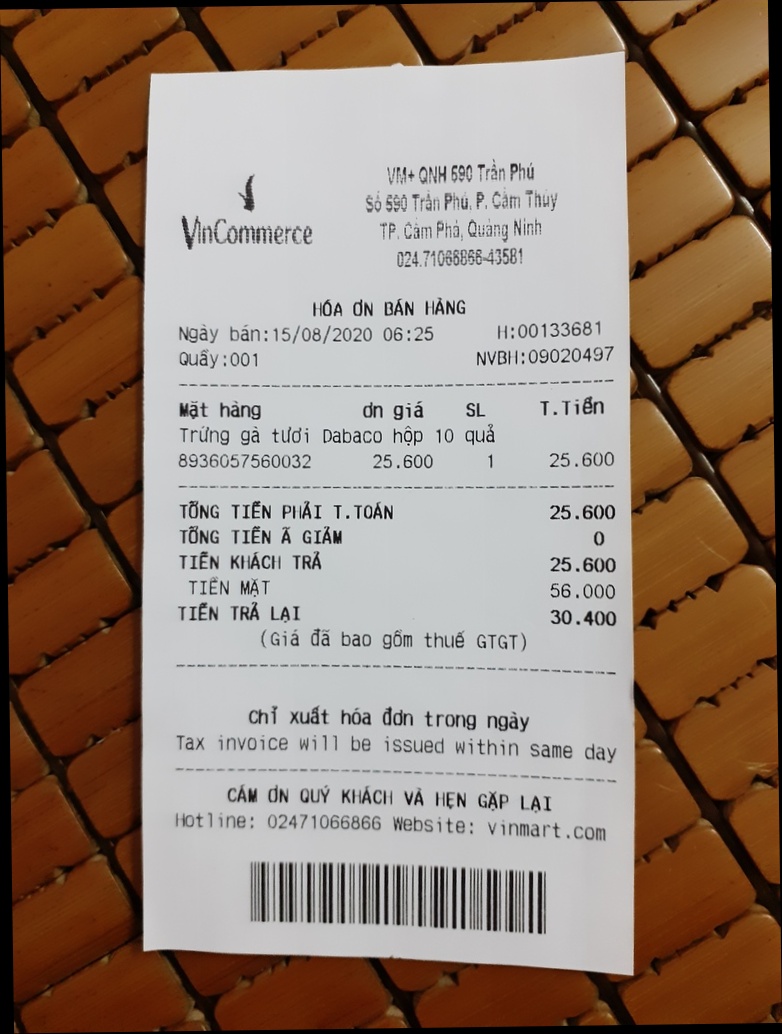 VinCommerce
VM+ QNH 590 Trần Phú
Số 590 Trần Phú, P. Cẩm Thủy
TP. Cẩm Phả, Quảng Ninh
024.71066866-43581
HÓA ƠN BÁN HÀNG
Ngày bán:15/08/2020 06:25 H:00133681
Quầy:001 NVBH:09020497
Mặt hàng ơn giá SL T.Tiền
Trứng gà tươi Dabaco hộp 10 quả
8936057560032 25.600 1 25.600
TỔNG TIỀN PHẢI T.TOÁN 25.600
TỔNG TIỀN Ã GIẢM 0
TIỀN KHÁCH TRẢ 25.600
TIỀN MẶT 56.000
TIỀN TRẢ LẠI 30.400
(Giá đã bao gồm thuế GTGT)
Chỉ xuất hóa đơn trong ngày
Tax invoice will be issued within same day
CÁM ƠN QUÝ KHÁCH VÀ HẸN GẶP LẠI
Hotline: 02471066866 Website: vinmart.com